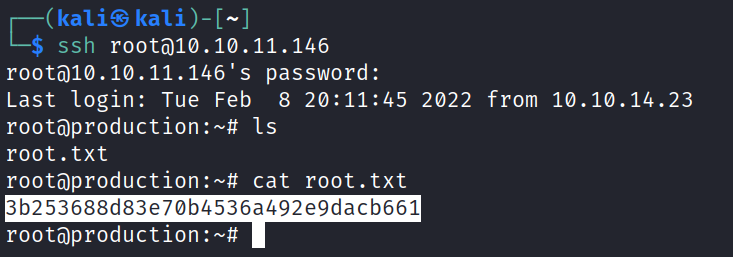 ┌──(kali㉿kali)-[~]
└─$ ssh root@10.10.11.146
root@10.10.11.146's password:
Last login: Tue Feb  8 20:11:45 2022 from 10.10.14.23
root@production:~# ls
root.txt
root@production:~# cat root.txt
3b253688d83e70b4536a492e9dacb661
root@production:~#